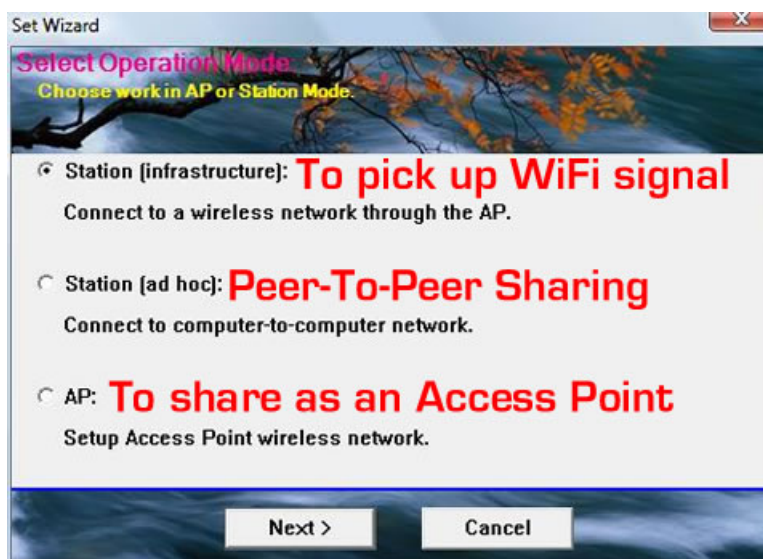 Set Wizard
Select Operation Mode:
Choose work in AP or Station Mode.
Station (infrastructure): To pick up WiFi signal
Connect to a wireless network through the AP.
Station (ad hoc): Peer-To-Peer Sharing
Connect to computer-to-computer network.
AP: To share as an Access Point
Setup Access Point wireless network.
Next > Cancel